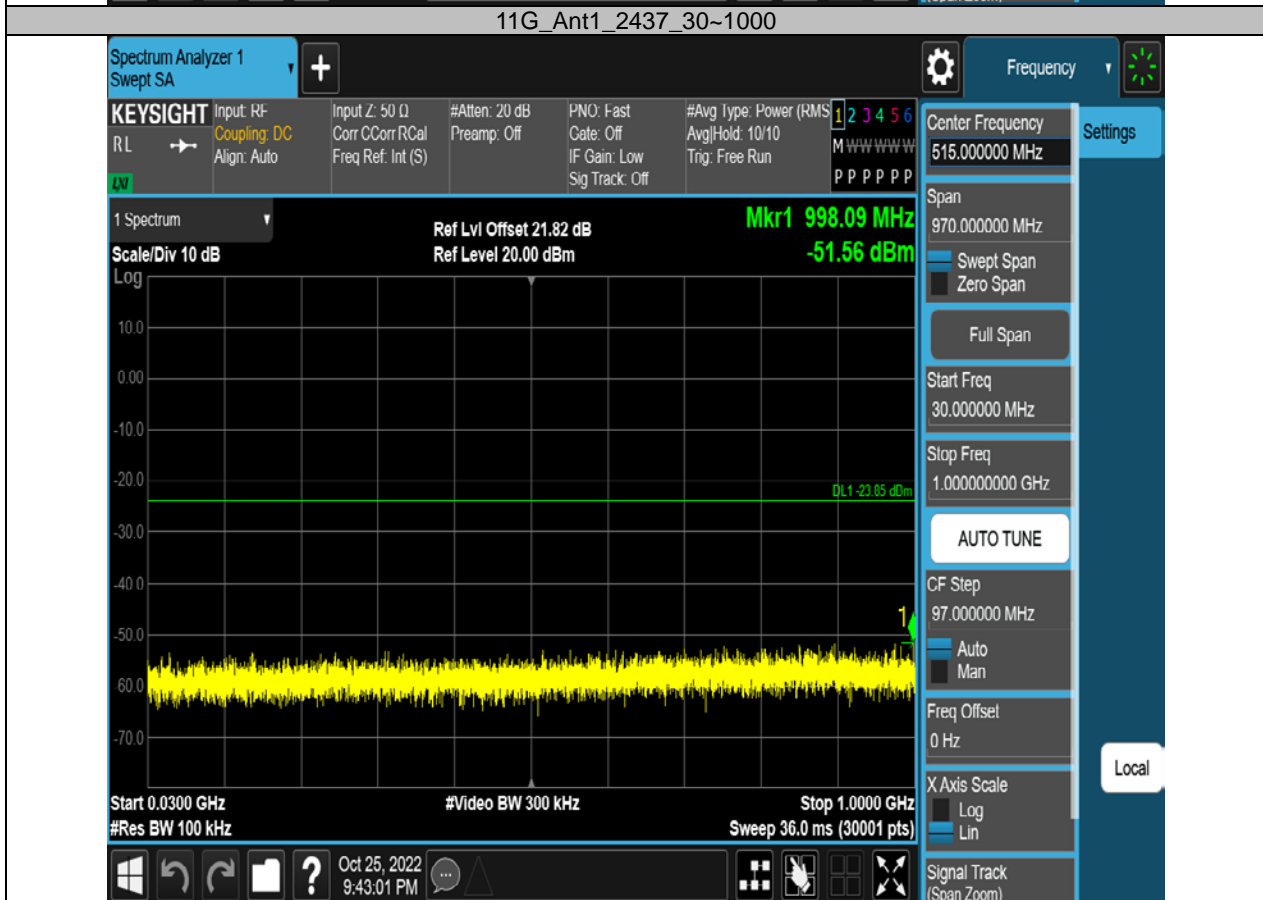 11G_Ant1_2437_30~1000
Spectrum Analyzer 1
Swept SA
+
Frequency
KEYSIGHT
RL
LXI
Input: RF
Coupling: DC
Align: Auto
Input Z: 50 Ω
Corr CCorr RCal
Freq Ref: Int (S)
#Atten: 20 dB
Preamp: Off
PNO: Fast
Gate: Off
IF Gain: Low
Sig Track: Off
#Avg Type: Power (RMS
Avg|Hold: 10/10
Trig: Free Run
1 2 3 4 5 6
M W W W W W
P P P P P P
1 Spectrum
Scale/Div 10 dB
Log
Ref Lvl Offset 21.82 dB
Ref Level 20.00 dBm
Mkr1 998.09 MHz
-51.56 dBm
10.0
0.00
-10.0
-20.0
DL1 -23.85 dBm
-30.0
-40.0
1
-50.0
-60.0
-70.0
Start 0.0300 GHz
#Res BW 100 kHz
#Video BW 300 kHz
Stop 1.0000 GHz
Sweep 36.0 ms (30001 pts)
?
Oct 25, 2022
9:43:01 PM
Center Frequency
515.000000 MHz
Settings
Span
970.000000 MHz
Swept Span
Zero Span
Full Span
Start Freq
30.000000 MHz
Stop Freq
1.000000000 GHz
AUTO TUNE
CF Step
97.000000 MHz
Auto
Man
Freq Offset
0 Hz
X Axis Scale
Log
Lin
Local
Signal Track
(Span Zoom)